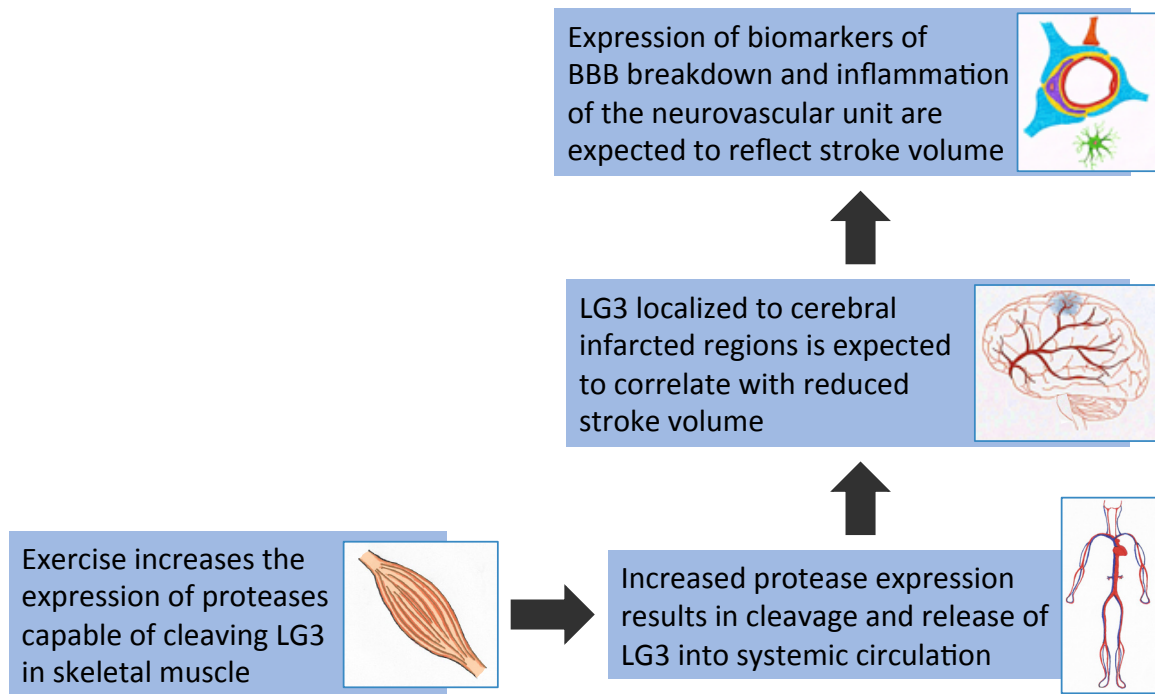 Expression of biomarkers of
BBB breakdown and inflammation
of the neurovascular unit are
expected to reflect stroke volume
LG3 localized to cerebral
infarcted regions is expected
to correlate with reduced
stroke volume
Exercise increases the
expression of proteases
capable of cleaving LG3
in skeletal muscle
Increased protease expression
results in cleavage and release of
LG3 into systemic circulation